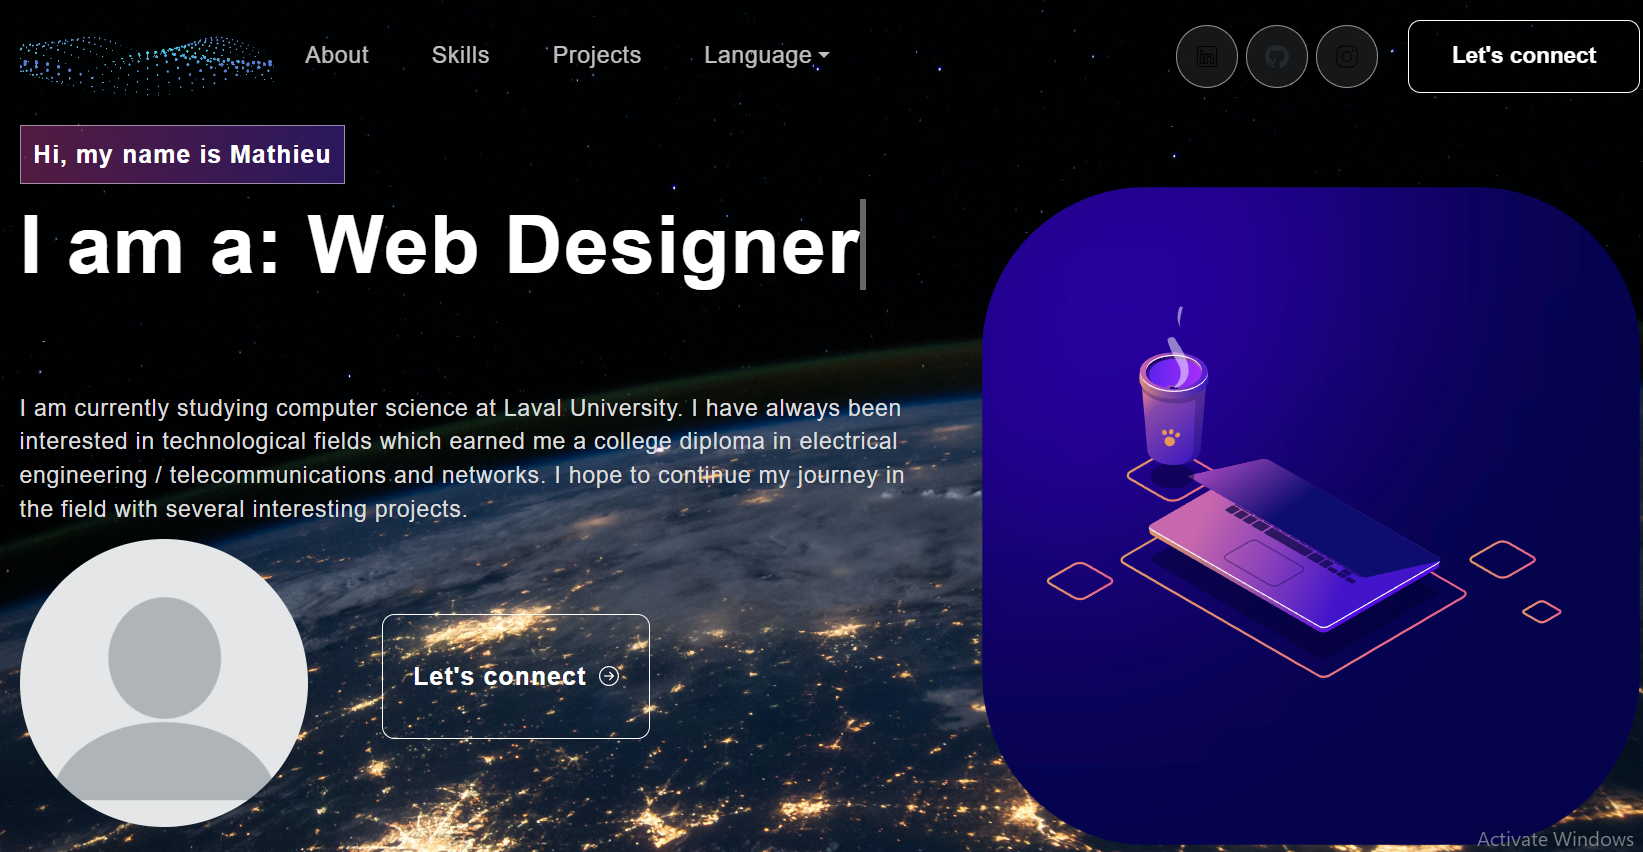 About Skills Projects Language Let's connect
Hi, my name is Mathieu
I am a: Web Designer
I am currently studying computer science at Laval University. I have always been
interested in technological fields which earned me a college diploma in electrical
engineering / telecommunications and networks. I hope to continue my journey in
the field with several interesting projects.
Let's connect
Activate Windows